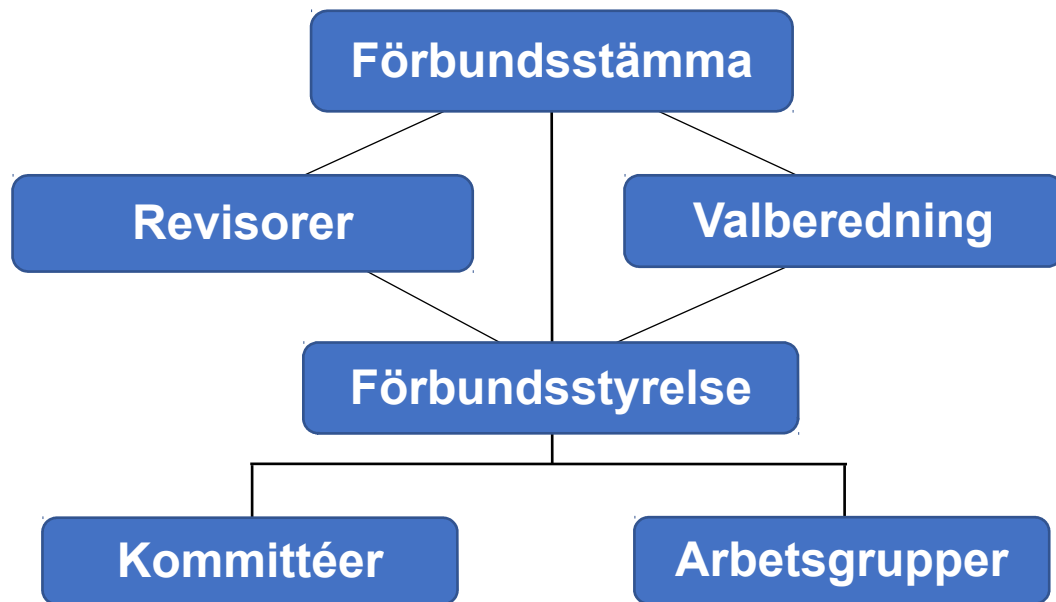 Förbundsstämma
Revisorer
Valberedning
Förbundsstyrelse
Kommittéer
Arbetsgrupper